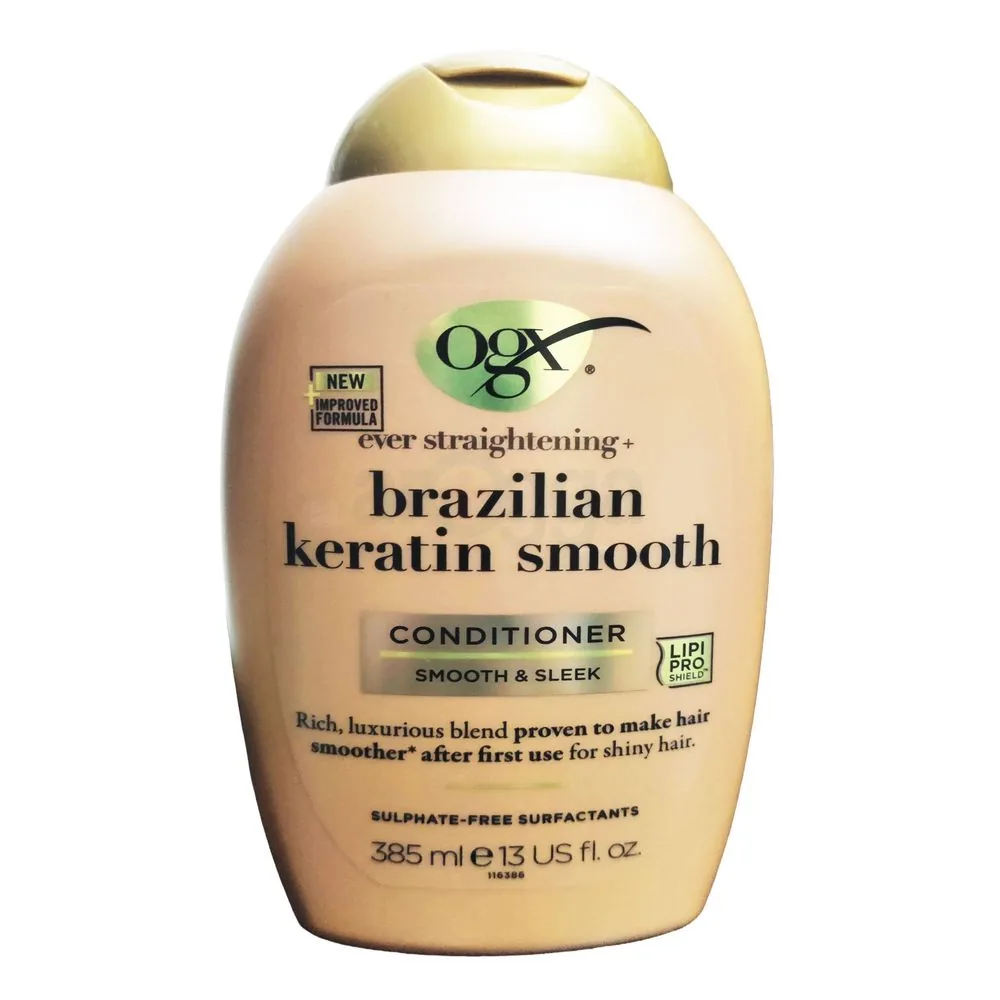 ogx®
NEW
+ IMPROVED
FORMULA
ever straightening+
brazilian
keratin smooth
CONDITIONER
SMOOTH & SLEEK
LIPI
PRO
SHIELD™
Rich, luxurious blend proven to make hair
smoother* after first use for shiny hair.
SULPHATE-FREE SURFACTANTS
385 ml e 13 US fl. oz.
116386